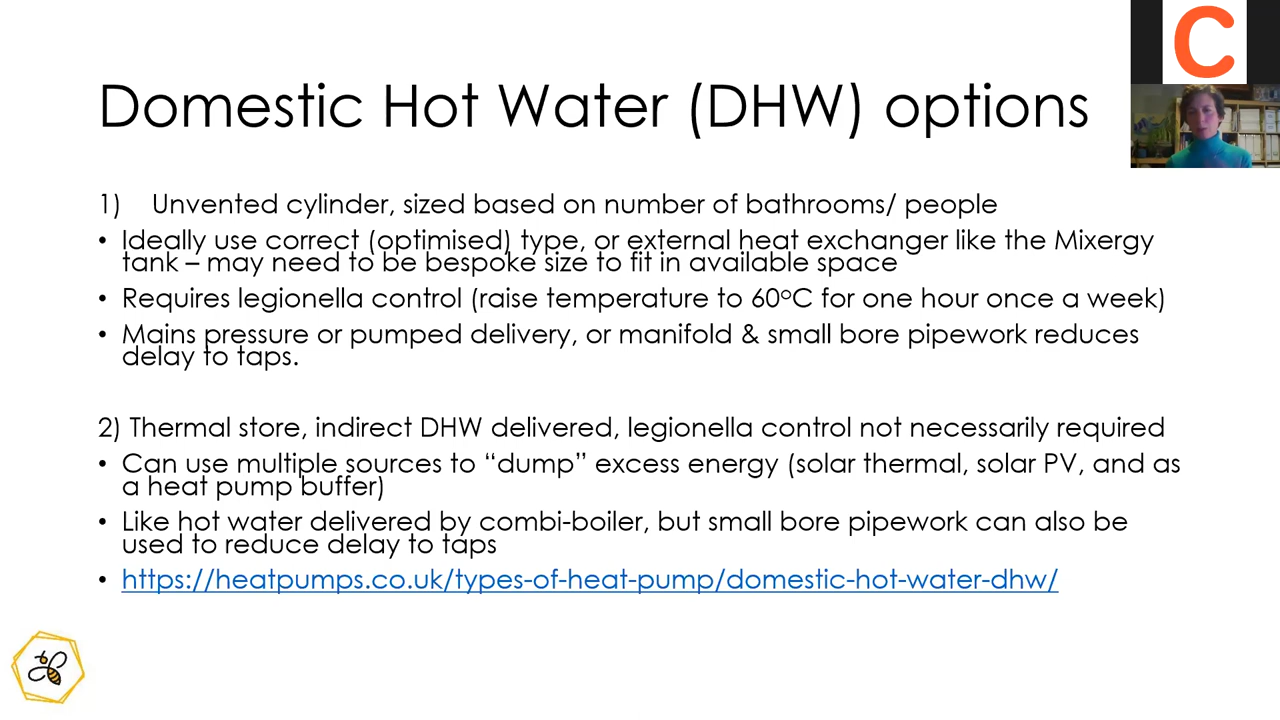 C
Domestic Hot Water (DHW) options
1) Unvented cylinder, sized based on number of bathrooms/ people
• Ideally use correct (optimised) type, or external heat exchanger like the Mixergy
tank – may need to be bespoke size to fit in available space
• Requires legionella control (raise temperature to 60ºC for one hour once a week)
• Mains pressure or pumped delivery, or manifold & small bore pipework reduces
delay to taps.
2) Thermal store, indirect DHW delivered, legionella control not necessarily required
• Can use multiple sources to “dump” excess energy (solar thermal, solar PV, and as
a heat pump buffer)
• Like hot water delivered by combi-boiler, but small bore pipework can also be
used to reduce delay to taps
• https://heatpumps.co.uk/types-of-heat-pump/domestic-hot-water-dhw/